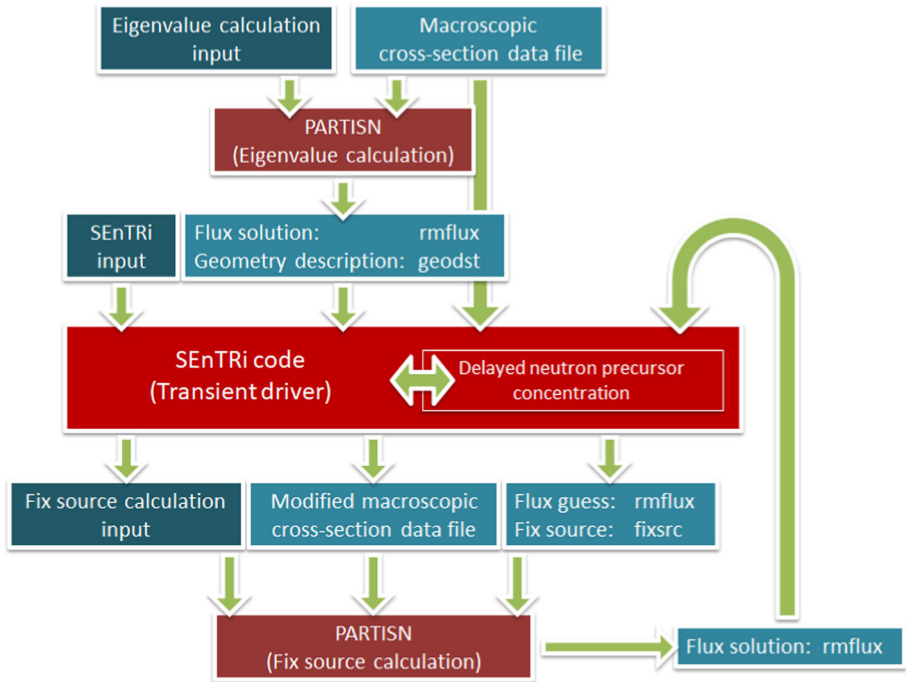 Eigenvalue calculation
input
Macroscopic
cross-section data file
PARTISN
(Eigenvalue calculation)
SEnTRi
input
Flux solution: rmflux
Geometry description: geodst
SEnTRi code
(Transient driver)
Delayed neutron precursor
concentration
Fix source calculation
input
Modified macroscopic
cross-section data file
Flux guess: rmflux
Fix source: fixsrc
PARTISN
(Fix source calculation)
Flux solution: rmflux